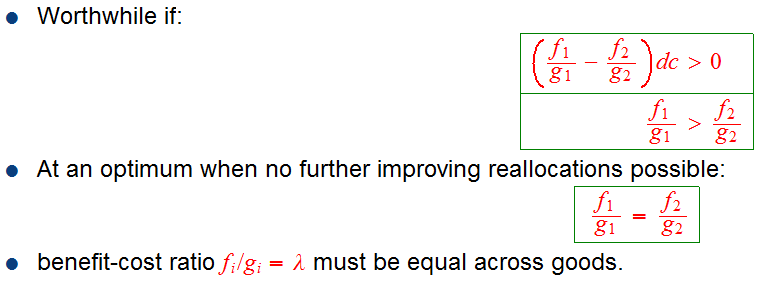 • Worthwhile if:
(f₁/g₁ − f₂/g₂)dc > 0
f₁/g₁ > f₂/g₂
• At an optimum when no further improving reallocations possible:
f₁/g₁ = f₂/g₂
• benefit-cost ratio fᵢ/gᵢ = λ must be equal across goods.